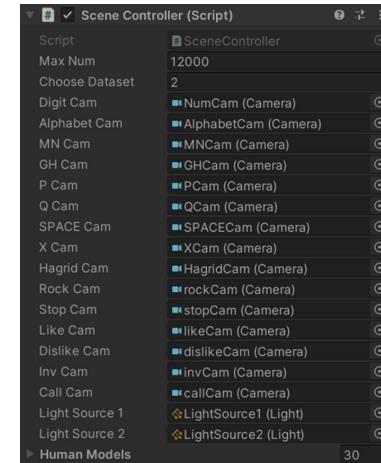 # Scene Controller (Script)
Script SceneController
Max Num 12000
Choose Dataset 2
Digit Cam NumCam (Camera)
Alphabet Cam AlphabetCam (Camera)
MN Cam MNCam (Camera)
GH Cam GHCam (Camera)
P Cam PCam (Camera)
Q Cam QCam (Camera)
SPACE Cam SPACECam (Camera)
X Cam XCam (Camera)
Hagrid Cam HagridCam (Camera)
Rock Cam rockCam (Camera)
Stop Cam stopCam (Camera)
Like Cam likeCam (Camera)
Dislike Cam dislikeCam (Camera)
Inv Cam invCam (Camera)
Call Cam callCam (Camera)
Light Source 1 LightSource1 (Light)
Light Source 2 LightSource2 (Light)
Human Models 30